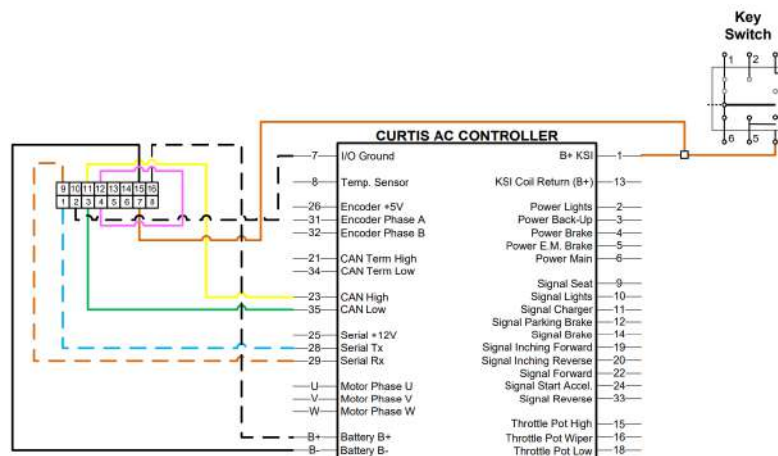 Key
Switch
1 2
6 5
CURTIS AC CONTROLLER
7 I/O Ground
8 Temp. Sensor
26 Encoder +5V
31 Encoder Phase A
32 Encoder Phase B
21 CAN Term High
34 CAN Term Low
23 CAN High
35 CAN Low
25 Serial +12V
28 Serial Tx
29 Serial Rx
U Motor Phase U
V Motor Phase V
W Motor Phase W
B+ Battery B+
B- Battery B-
B+ KSI 1
KSI Coil Return (B+) 13
Power Lights 2
Power Back-Up 3
Power Brake 4
Power E.M. Brake 5
Power Main 6
Signal Seat 9
Signal Lights 10
Signal Charger 11
Signal Parking Brake 12
Signal Brake 14
Signal Inching Forward 19
Signal Inching Reverse 20
Signal Forward 22
Signal Start Accel. 24
Signal Reverse 33
Throttle Pot High 15
Throttle Pot Wiper 16
Throttle Pot Low 18
9 10 11 12 13 14 15 16
1 2 3 4 5 6 7 8